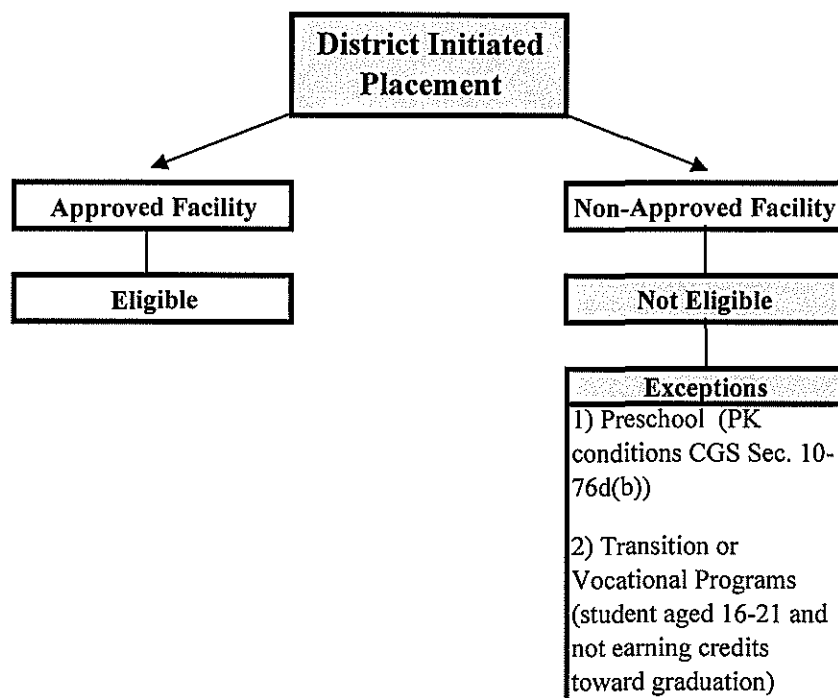 District Initiated
Placement
Approved Facility
Non-Approved Facility
Eligible
Not Eligible
Exceptions
1) Preschool (PK
conditions CGS Sec. 10-
76d(b))
2) Transition or
Vocational Programs
(student aged 16-21 and
not earning credits
toward graduation)